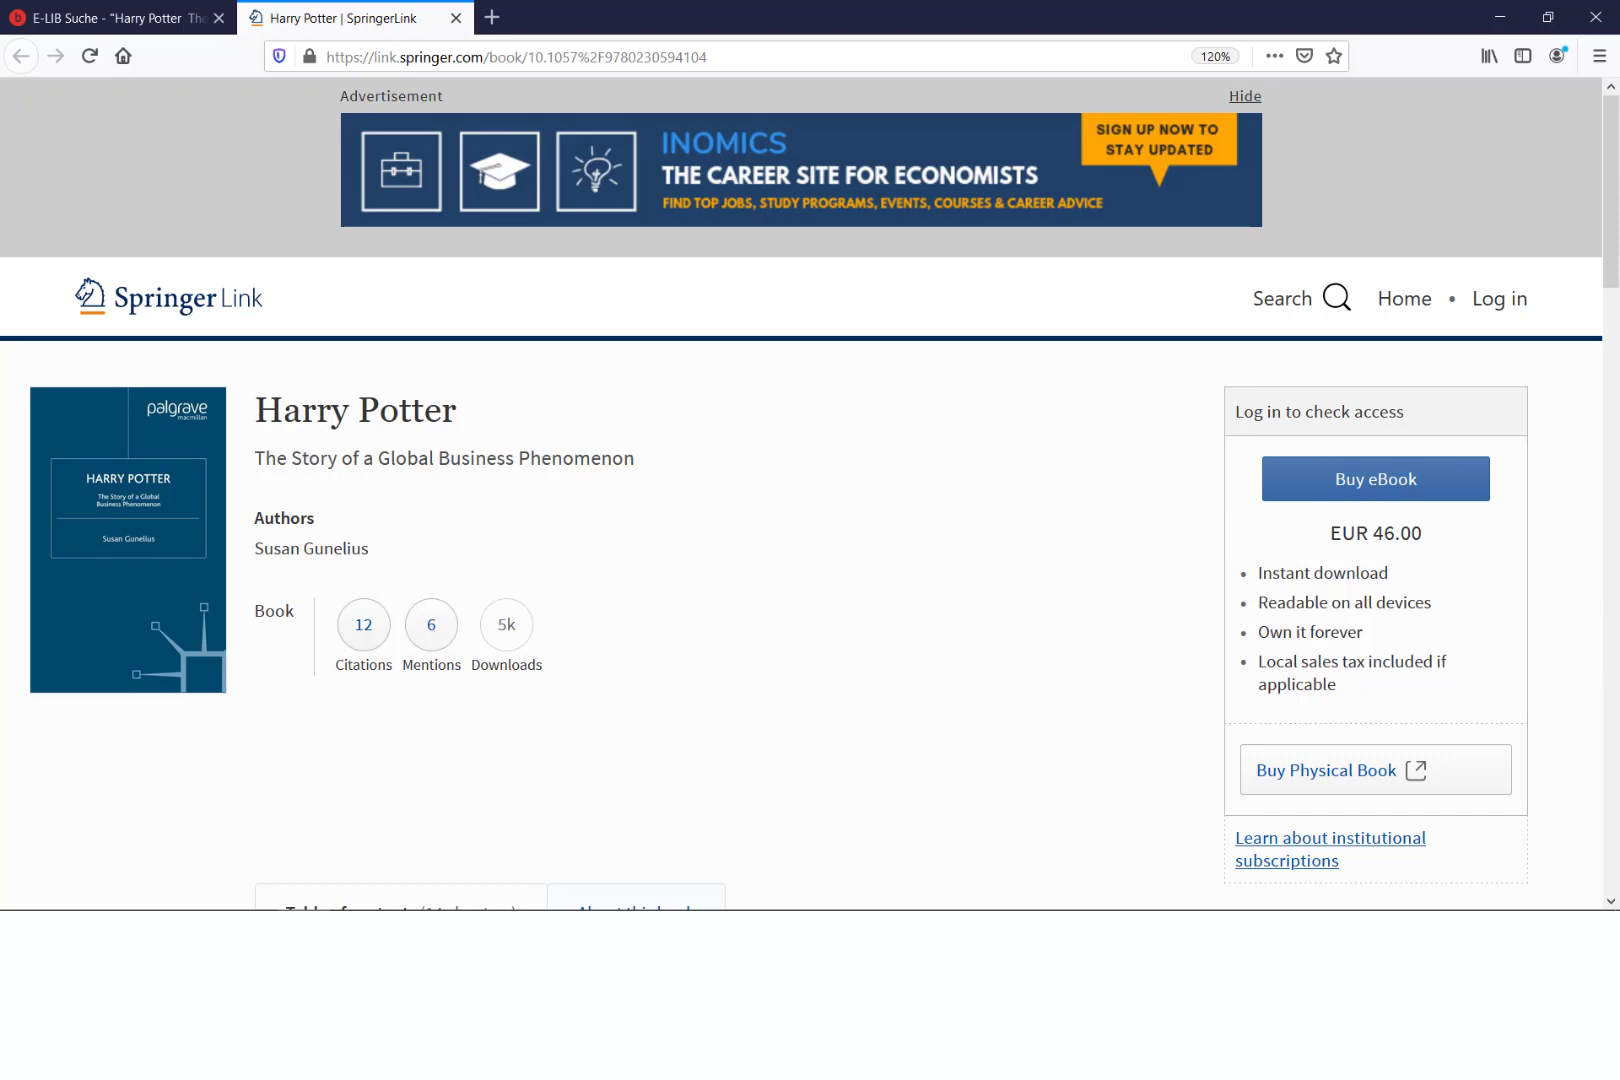 E-LIB Suche - "Harry Potter The
Harry Potter | SpringerLink
https://link.springer.com/book/10.1057%2F9780230594104
120%
Advertisement
Hide
INOMICS
THE CAREER SITE FOR ECONOMISTS
FIND TOP JOBS, STUDY PROGRAMS, EVENTS, COURSES & CAREER ADVICE
SIGN UP NOW TO
STAY UPDATED
Springer Link
Search
Home • Log in
palgrave
macmillan
HARRY POTTER
The Story of a Global
Business Phenomenon
Susan Gunelius
Harry Potter
The Story of a Global Business Phenomenon
Authors
Susan Gunelius
Book
12
Citations
6
Mentions
5k
Downloads
Log in to check access
Buy eBook
EUR 46.00
• Instant download
• Readable on all devices
• Own it forever
• Local sales tax included if
applicable
Buy Physical Book
Learn about institutional
subscriptions